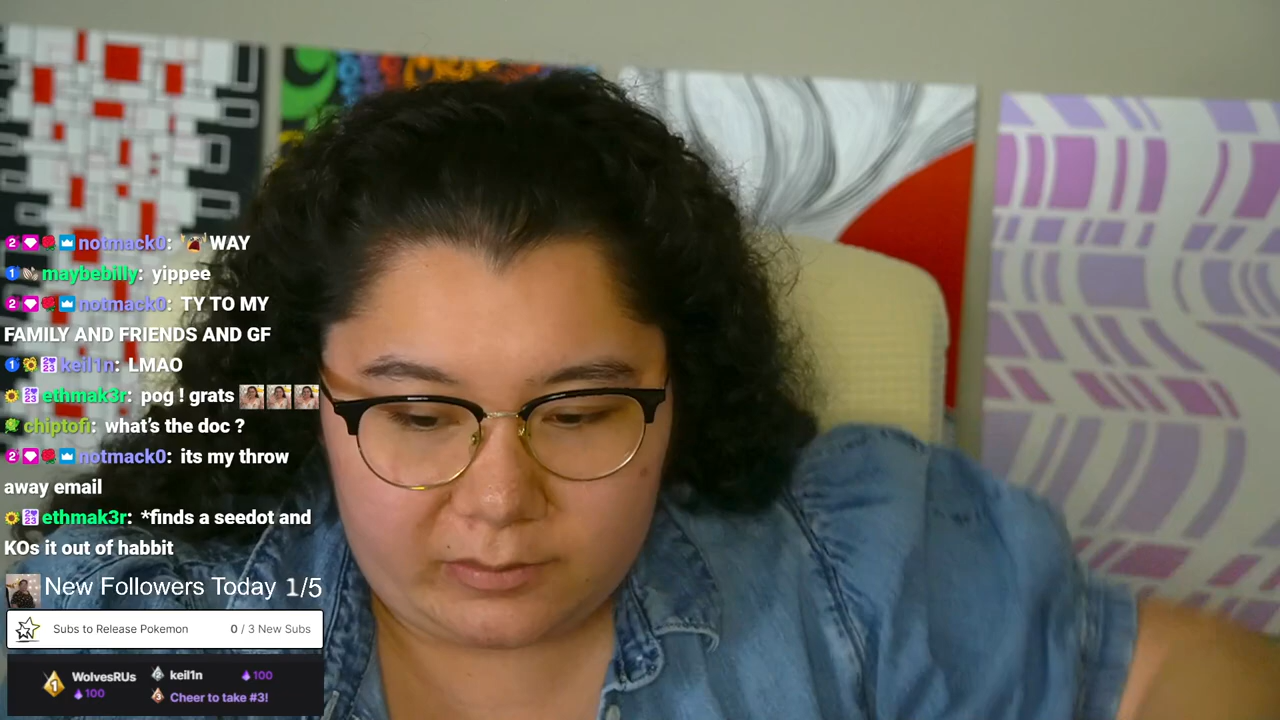 notmack0: WAY
maybebilly: yippee
notmack0: TY TO MY
FAMILY AND FRIENDS AND GF
keil1n: LMAO
ethmak3r: pog ! grats
chiptofi: what's the doc ?
notmack0: its my throw
away email
ethmak3r: *finds a seedot and
KOs it out of habbit
New Followers Today 1/5
Subs to Release Pokemon 0 / 3 New Subs
1 WolvesRUs 100
2 keil1n 100
3 Cheer to take #3!